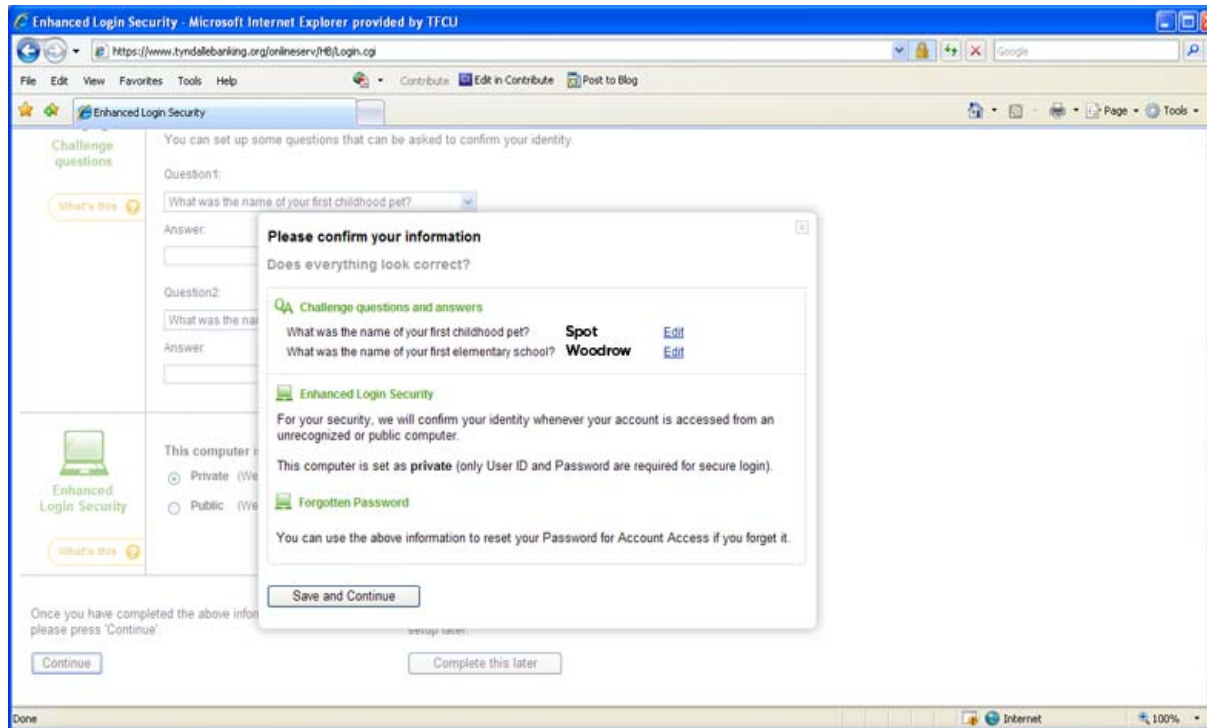 Enhanced Login Security - Microsoft Internet Explorer provided by TFCU
https://www.tyndallebanking.org/onlineserv/HB/Login.cgi
Google
File Edit View Favorites Tools Help
Contribute Edit in Contribute Post to Blog
Enhanced Login Security
Page Tools
Challenge questions
What's this
You can set up some questions that can be asked to confirm your identity.
Question1:
What was the name of your first childhood pet?
Answer:
Question2:
What was the
Answer:
Please confirm your information
Does everything look correct?
QA Challenge questions and answers
What was the name of your first childhood pet? Spot Edit
What was the name of your first elementary school? Woodrow Edit
Enhanced Login Security
For your security, we will confirm your identity whenever your account is accessed from an
unrecognized or public computer.
This computer is set as private (only User ID and Password are required for secure login).
Forgotten Password
You can use the above information to reset your Password for Account Access if you forget it.
Save and Continue
Enhanced
Login Security
What's this
This computer i
Private (We
Public (We
Once you have completed the above infor
please press 'Continue'.
setup later.
Continue
Complete this later
Done
Internet
100%